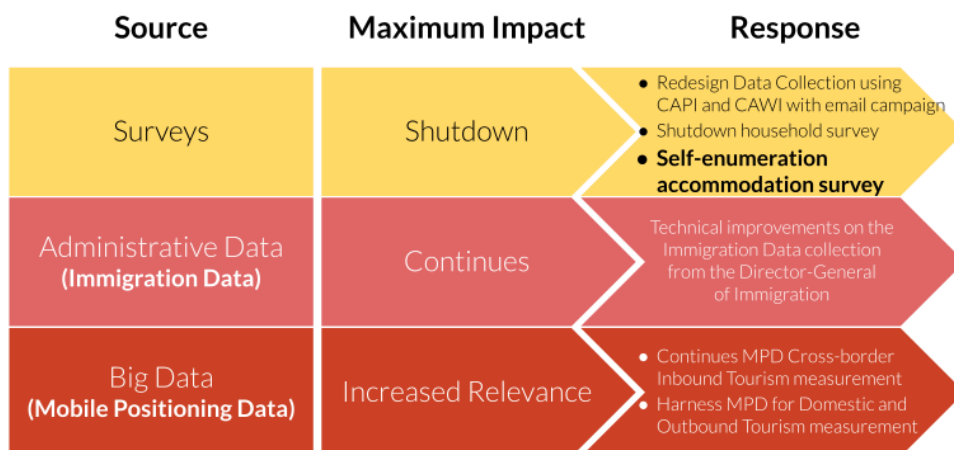 Source
Maximum Impact
Response
Surveys
Shutdown
● Redesign Data Collection using
CAPI and CAWI with email campaign
● Shutdown household survey
● Self-enumeration
accommodation survey
Administrative Data
(Immigration Data)
Continues
Technical improvements on the
Immigration Data collection
from the Director-General
of Immigration
Big Data
(Mobile Positioning Data)
Increased Relevance
● Continues MPD Cross-border
Inbound Tourism measurement
● Harness MPD for Domestic and
Outbound Tourism measurement